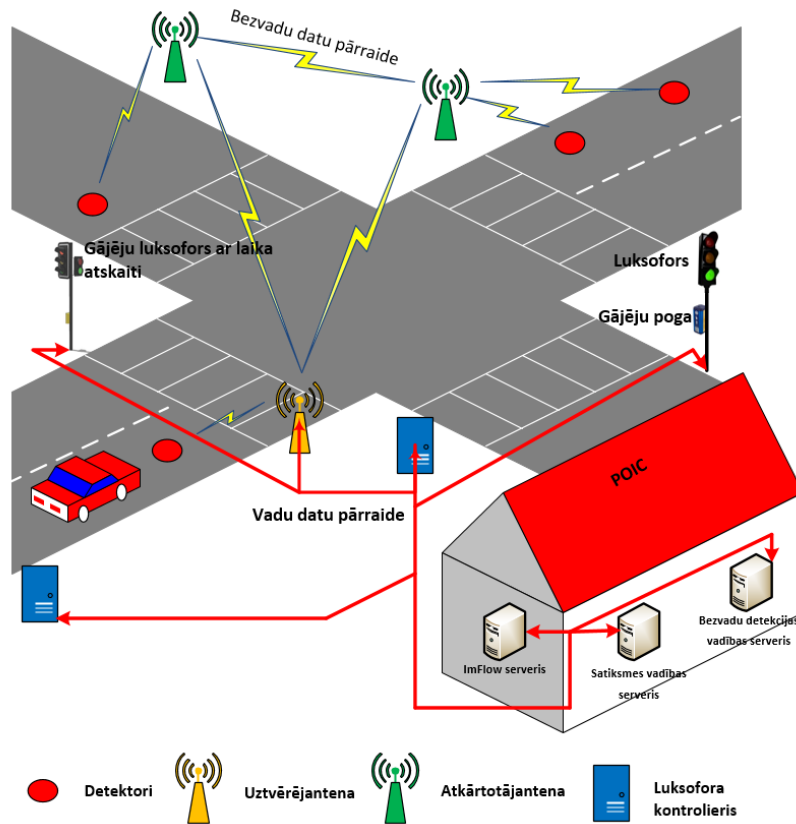 Bezvadu datu pārraide
Gājēju luksofors ar laika
atskaiti
Luksofors
Gājēju poga
POIC
Vadu datu pārraide
Bezvadu detekcijas
vadības serveris
ImFlow serveris
Satiksmes vadības
serveris
Detektori
Uztvērējantena
Atkārtotājantena
Luksofora
kontrolieris